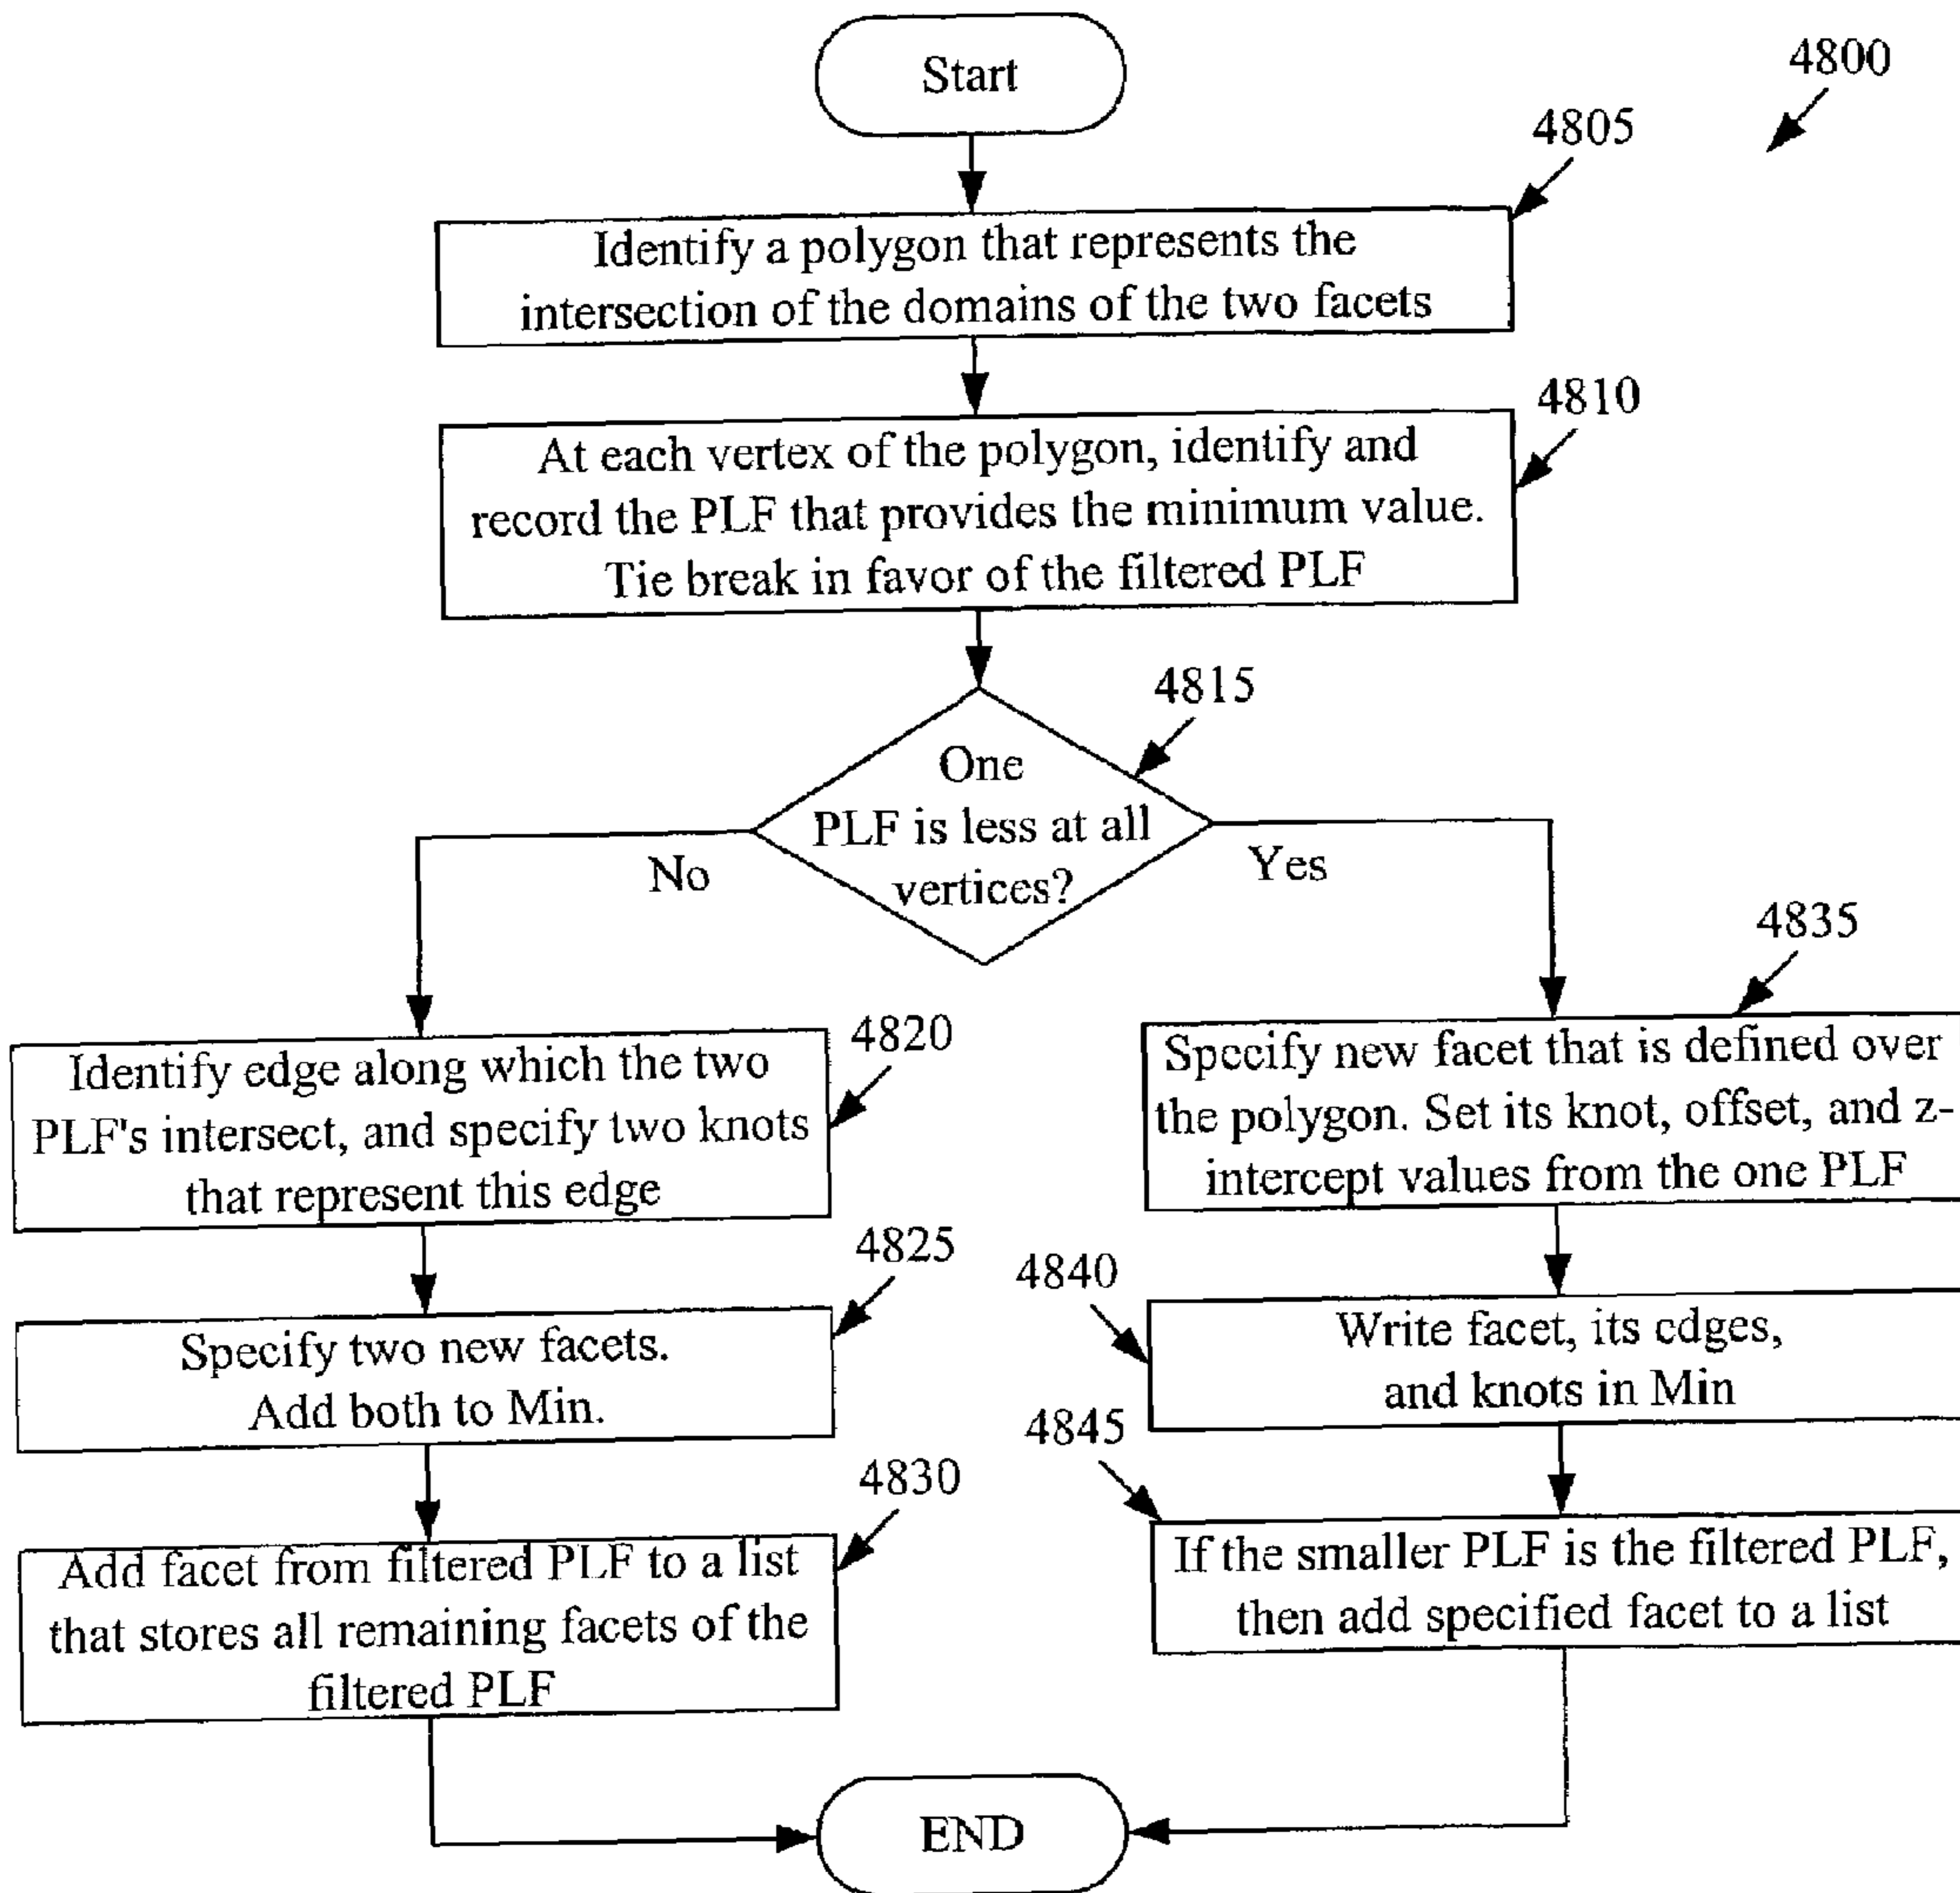 Start
4800
4805
Identify a polygon that represents the
intersection of the domains of the two facets
4810
At each vertex of the polygon, identify and
record the PLF that provides the minimum value.
Tie break in favor of the filtered PLF
4815
One
PLF is less at all
vertices?
No
Yes
4820
Identify edge along which the two
PLF's intersect, and specify two knots
that represent this edge
4825
Specify two new facets.
Add both to Min.
4830
Add facet from filtered PLF to a list
that stores all remaining facets of the
filtered PLF
4835
Specify new facet that is defined over
the polygon. Set its knot, offset, and z-
intercept values from the one PLF
4840
Write facet, its edges,
and knots in Min
4845
If the smaller PLF is the filtered PLF,
then add specified facet to a list
END